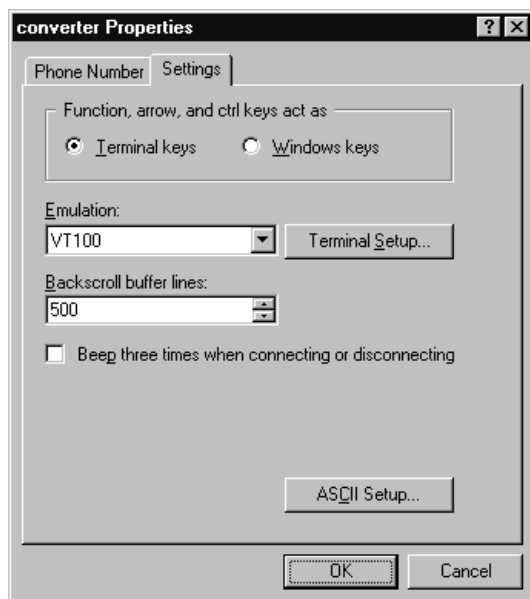 converter Properties
Phone Number
Settings
Function, arrow, and ctrl keys act as
Terminal keys
Windows keys
Emulation:
VT100
Terminal Setup...
Backscroll buffer lines:
500
Beep three times when connecting or disconnecting
ASCII Setup...
OK
Cancel